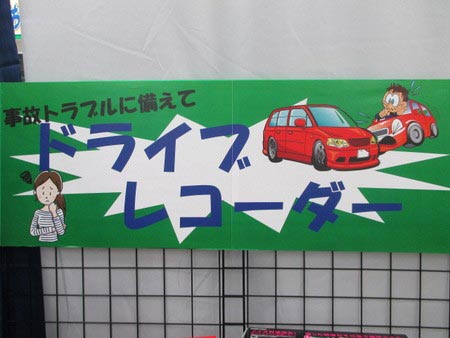 事故トラブルに備えて
ドライブ
レコーダー